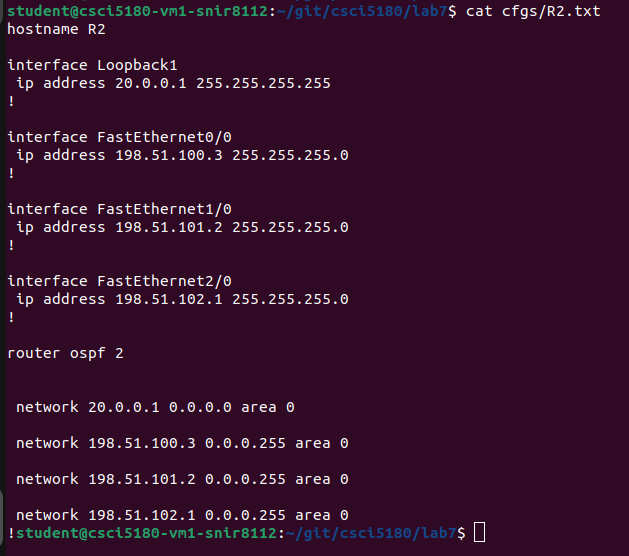 student@csci5180-vm1-snir8112:~/git/csci5180/lab7$ cat cfgs/R2.txt
hostname R2
interface Loopback1
ip address 20.0.0.1 255.255.255.255
!
interface FastEthernet0/0
ip address 198.51.100.3 255.255.255.0
!
interface FastEthernet1/0
ip address 198.51.101.2 255.255.255.0
!
interface FastEthernet2/0
ip address 198.51.102.1 255.255.255.0
!
router ospf 2
network 20.0.0.1 0.0.0.0 area 0
network 198.51.100.3 0.0.0.255 area 0
network 198.51.101.2 0.0.0.255 area 0
network 198.51.102.1 0.0.0.255 area 0
!student@csci5180-vm1-snir8112:~/git/csci5180/lab7$